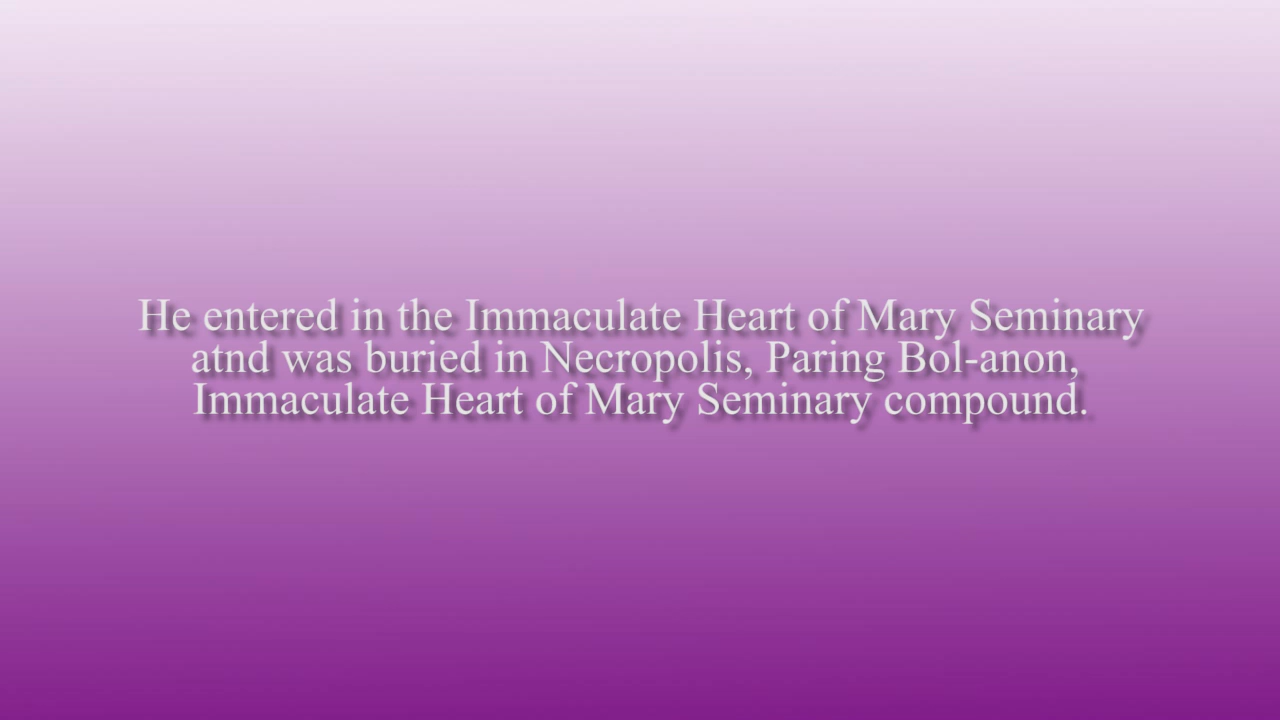 He entered in the Immaculate Heart of Mary Seminary
atnd was buried in Necropolis, Paring Bol-anon,
Immaculate Heart of Mary Seminary compound.